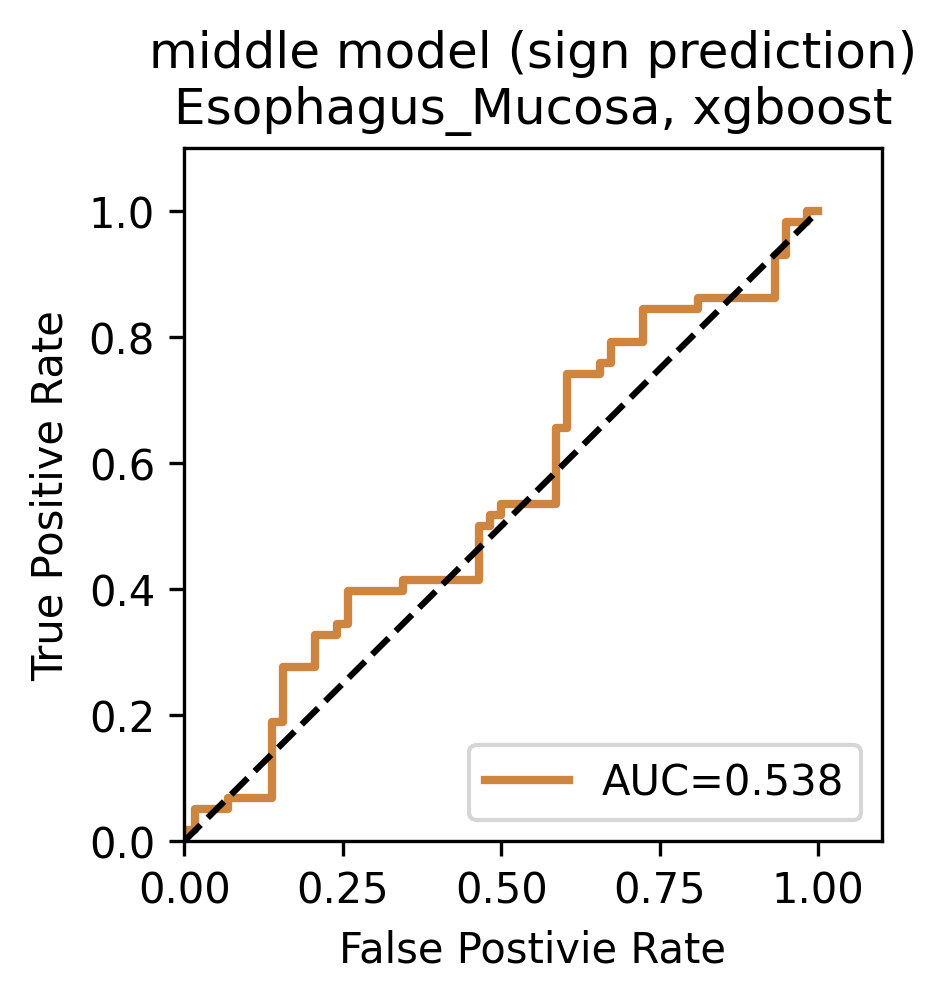 middle model (sign prediction)
Esophagus_Mucosa, xgboost
True Positive Rate
1.0
0.8
0.6
0.4
0.2
0.0
AUC=0.538
0.00
0.25
0.50
0.75
1.00
False Postivie Rate